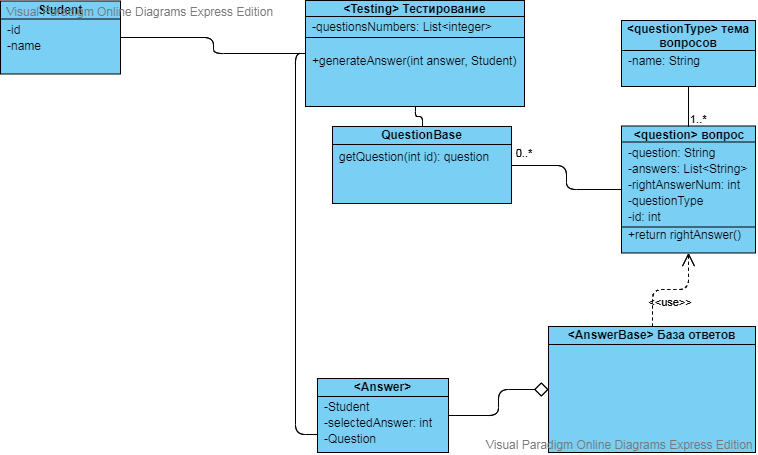 Student
Visual Paradigm Online Diagrams Express Edition
-id
-name
<Testing> Тестирование
-questionsNumbers: List<integer>
+generateAnswer(int answer, Student)
<questionType> тема
вопросов
-name: String
1..*
QuestionBase
getQuestion(int id): question
0..*
<question> вопрос
-question: String
-answers: List<String>
-rightAnswerNum: int
-questionType
-id: int
+return rightAnswer()
<<use>>
<AnswerBase> База ответов
<Answer>
-Student
-selectedAnswer: int
-Question
Visual Paradigm Online Diagrams Express Edition